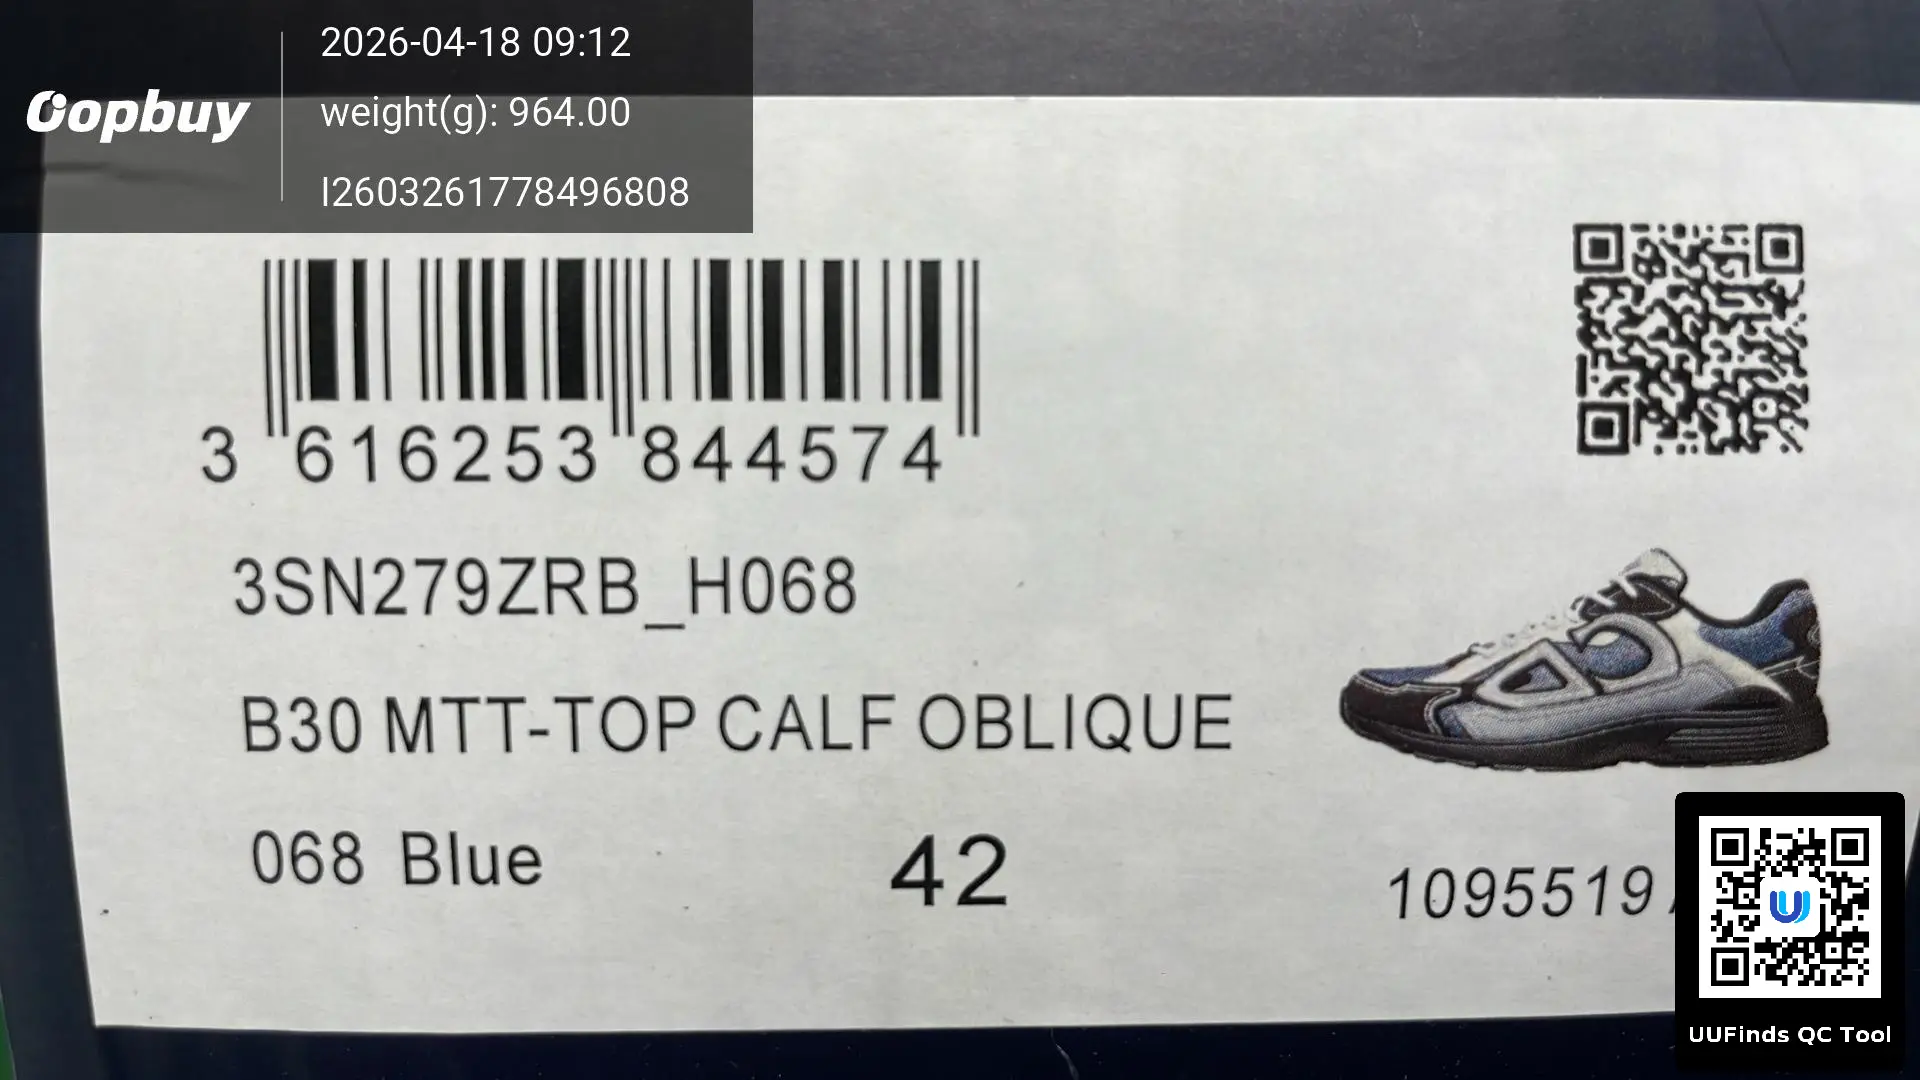 Oopbuy
2026-04-18 09:12
weight(g): 964.00
I2603261778496808
3 616253 844574
3SN279ZRB_H068
B30 MTT-TOP CALF OBLIQUE
068 Blue
42
1095519
UUFinds QC Tool